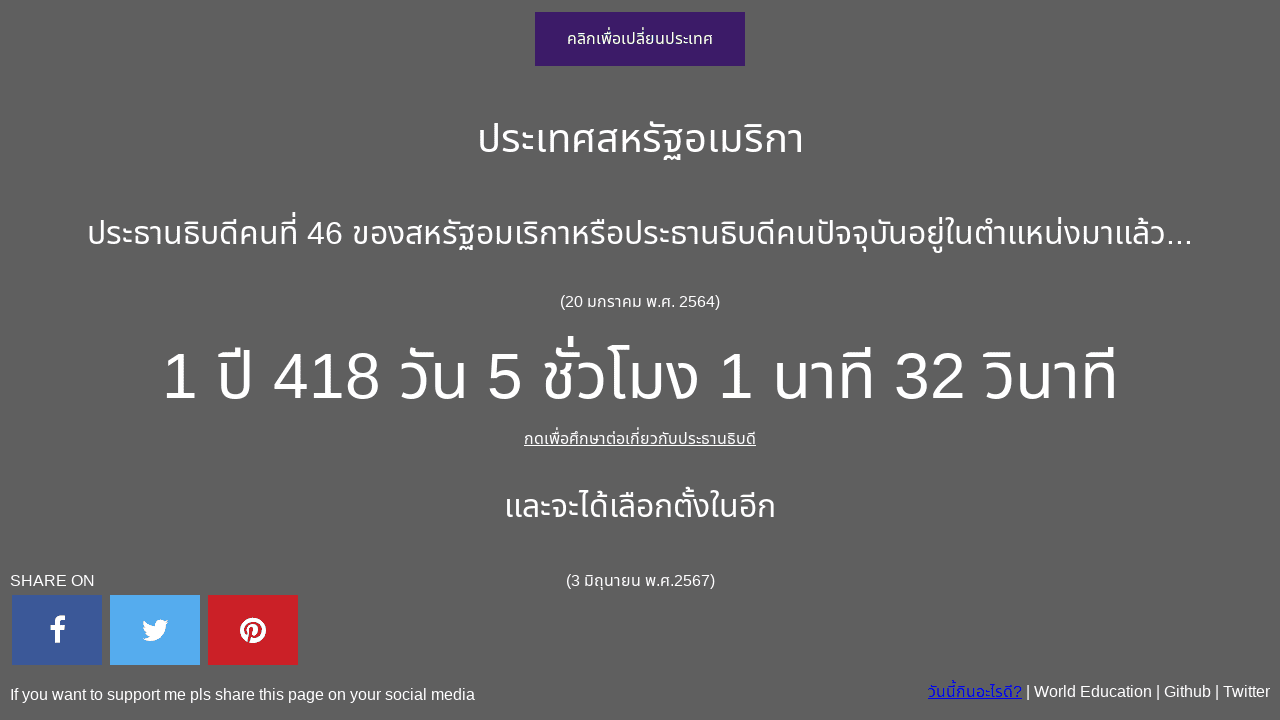 คลิกเพื่อเปลี่ยนประเทศ
ประเทศสหรัฐอเมริกา
ประธานธิบดีคนที่ 46 ของสหรัฐอมเริกาหรือประธานธิบดีคนปัจจุบันอยู่ในตำแหน่งมาแล้ว...
(20 มกราคม พ.ศ. 2564)
1 ปี 418 วัน 5 ชั่วโมง 1 นาที 32 วินาที
กดเพื่อศึกษาต่อเกี่ยวกับประธานธิบดี
และจะได้เลือกตั้งในอีก
(3 มิถุนายน พ.ศ.2567)
SHARE ON
If you want to support me pls share this page on your social media
วันนี้กินอะไรดี? | World Education | Github | Twitter